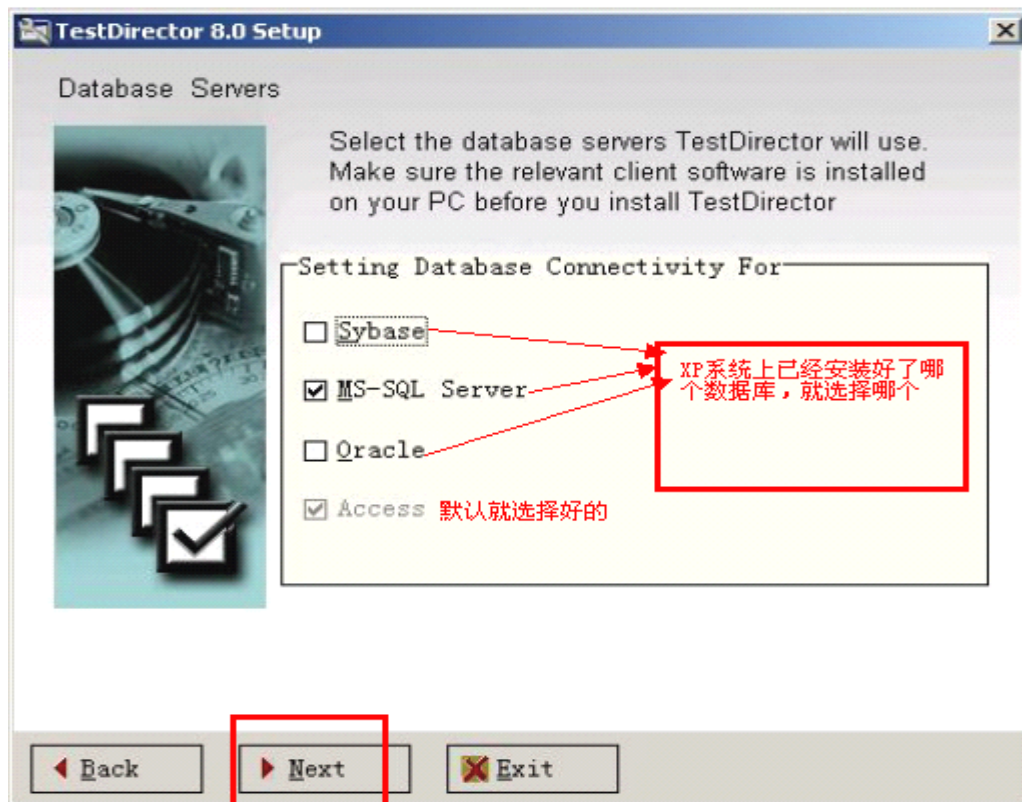 TestDirector 8.0 Setup
Database Servers
Select the database servers TestDirector will use.
Make sure the relevant client software is installed
on your PC before you install TestDirector
Setting Database Connectivity For
Sybase
XP系统上已经安装好了哪
个数据库，就选择哪个
MS-SQL Server
Oracle
Access 默认就选择好的
Back
Next
Exit